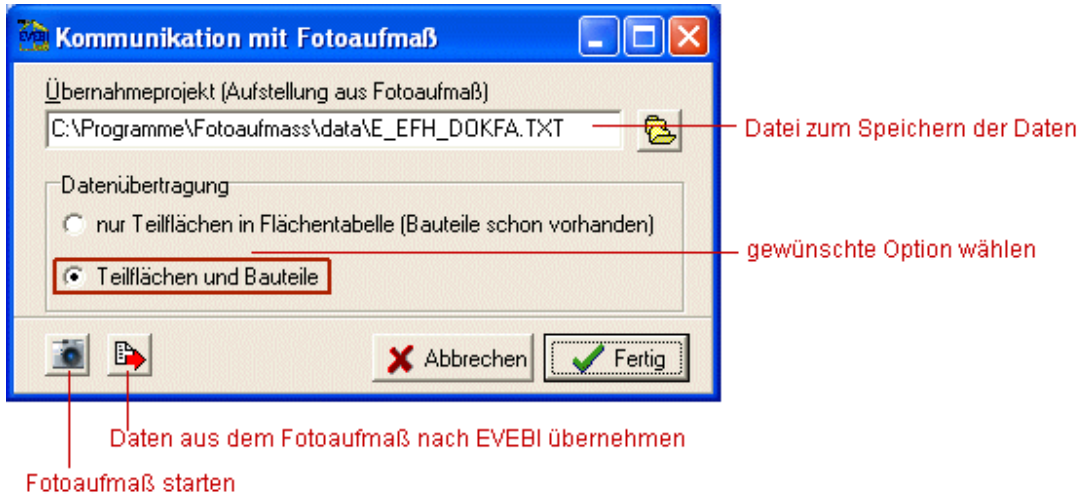 EVEBI
Kommunikation mit Fotoaufmaß
Übernahmeprojekt (Aufstellung aus Fotoaufmaß)
C:\Programme\Fotoaufmass\data\E_EFH_DOKFA.TXT
Datei zum Speichern der Daten
Datenübertragung
nur Teilflächen in Flächentabelle (Bauteile schon vorhanden)
gewünschte Option wählen
Teilflächen und Bauteile
Abbrechen
Fertig
Daten aus dem Fotoaufmaß nach EVEBI übernehmen
Fotoaufmaß starten